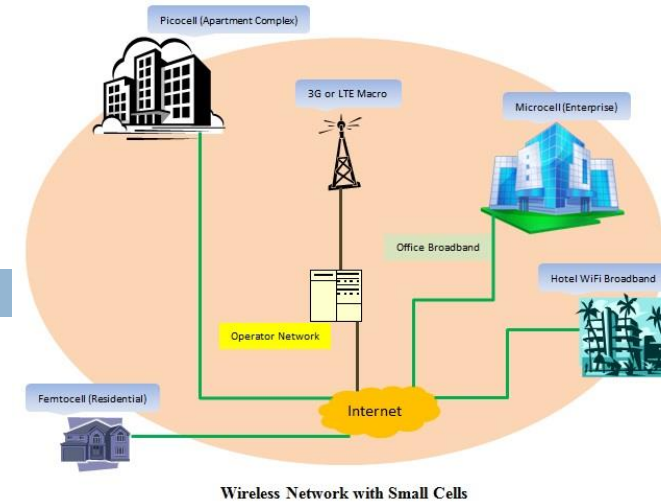 Picocell (Apartment Complex)
3G or LTE Macro
Microcell (Enterprise)
Office Broadband
Hotel WiFi Broadband
Operator Network
Femtocell (Residential)
Internet
Wireless Network with Small Cells